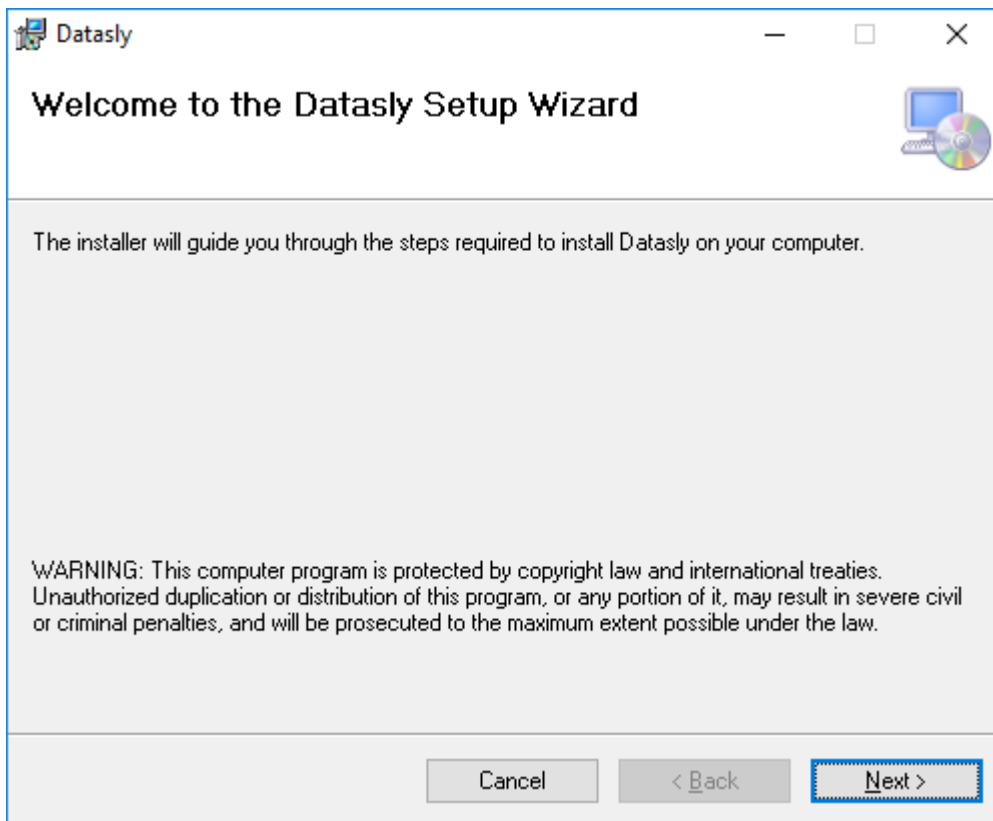 Datasly
Welcome to the Datasly Setup Wizard
The installer will guide you through the steps required to install Datasly on your computer.
WARNING: This computer program is protected by copyright law and international treaties.
Unauthorized duplication or distribution of this program, or any portion of it, may result in severe civil
or criminal penalties, and will be prosecuted to the maximum extent possible under the law.
Cancel
< Back
Next >